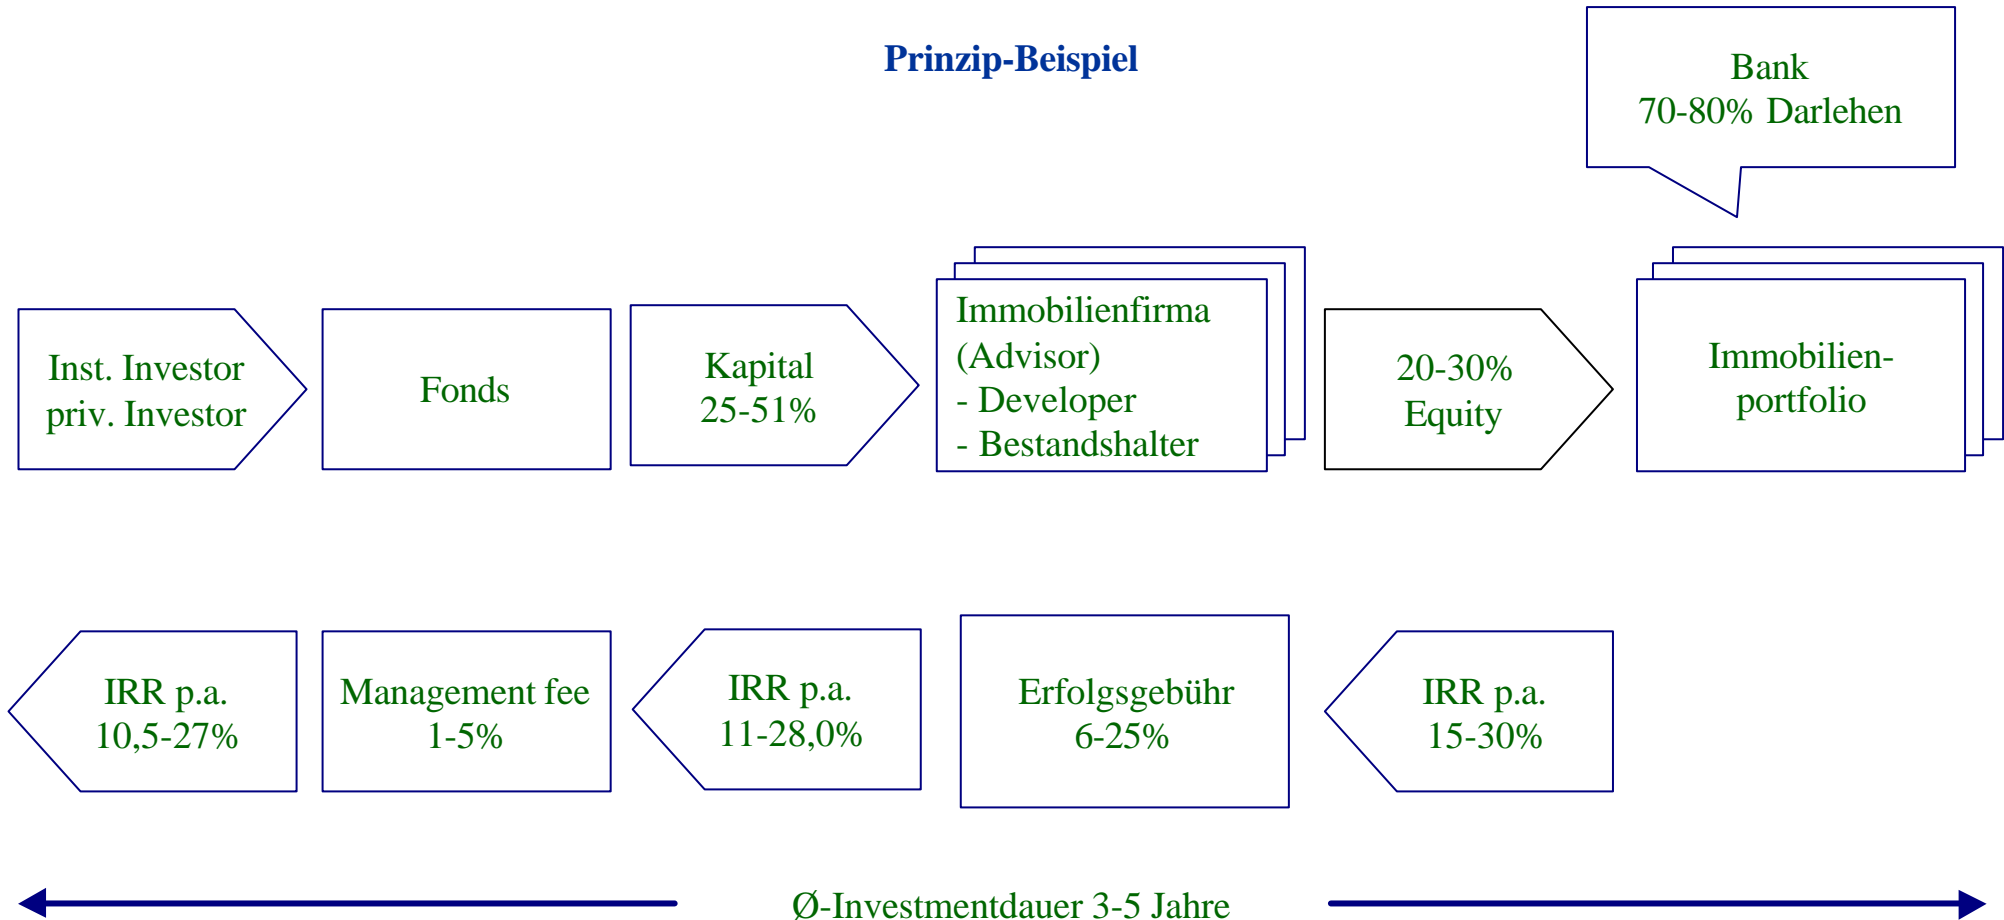 Prinzip-Beispiel
Bank
70-80% Darlehen
Inst. Investor
priv. Investor
Fonds
Kapital
25-51%
Immobilienfirma
(Advisor)
- Developer
- Bestandshalter
20-30%
Equity
Immobilien-
portfolio
IRR p.a.
10,5-27%
Management fee
1-5%
IRR p.a.
11-28,0%
Erfolgsgebühr
6-25%
IRR p.a.
15-30%
Ø-Investmentdauer 3-5 Jahre